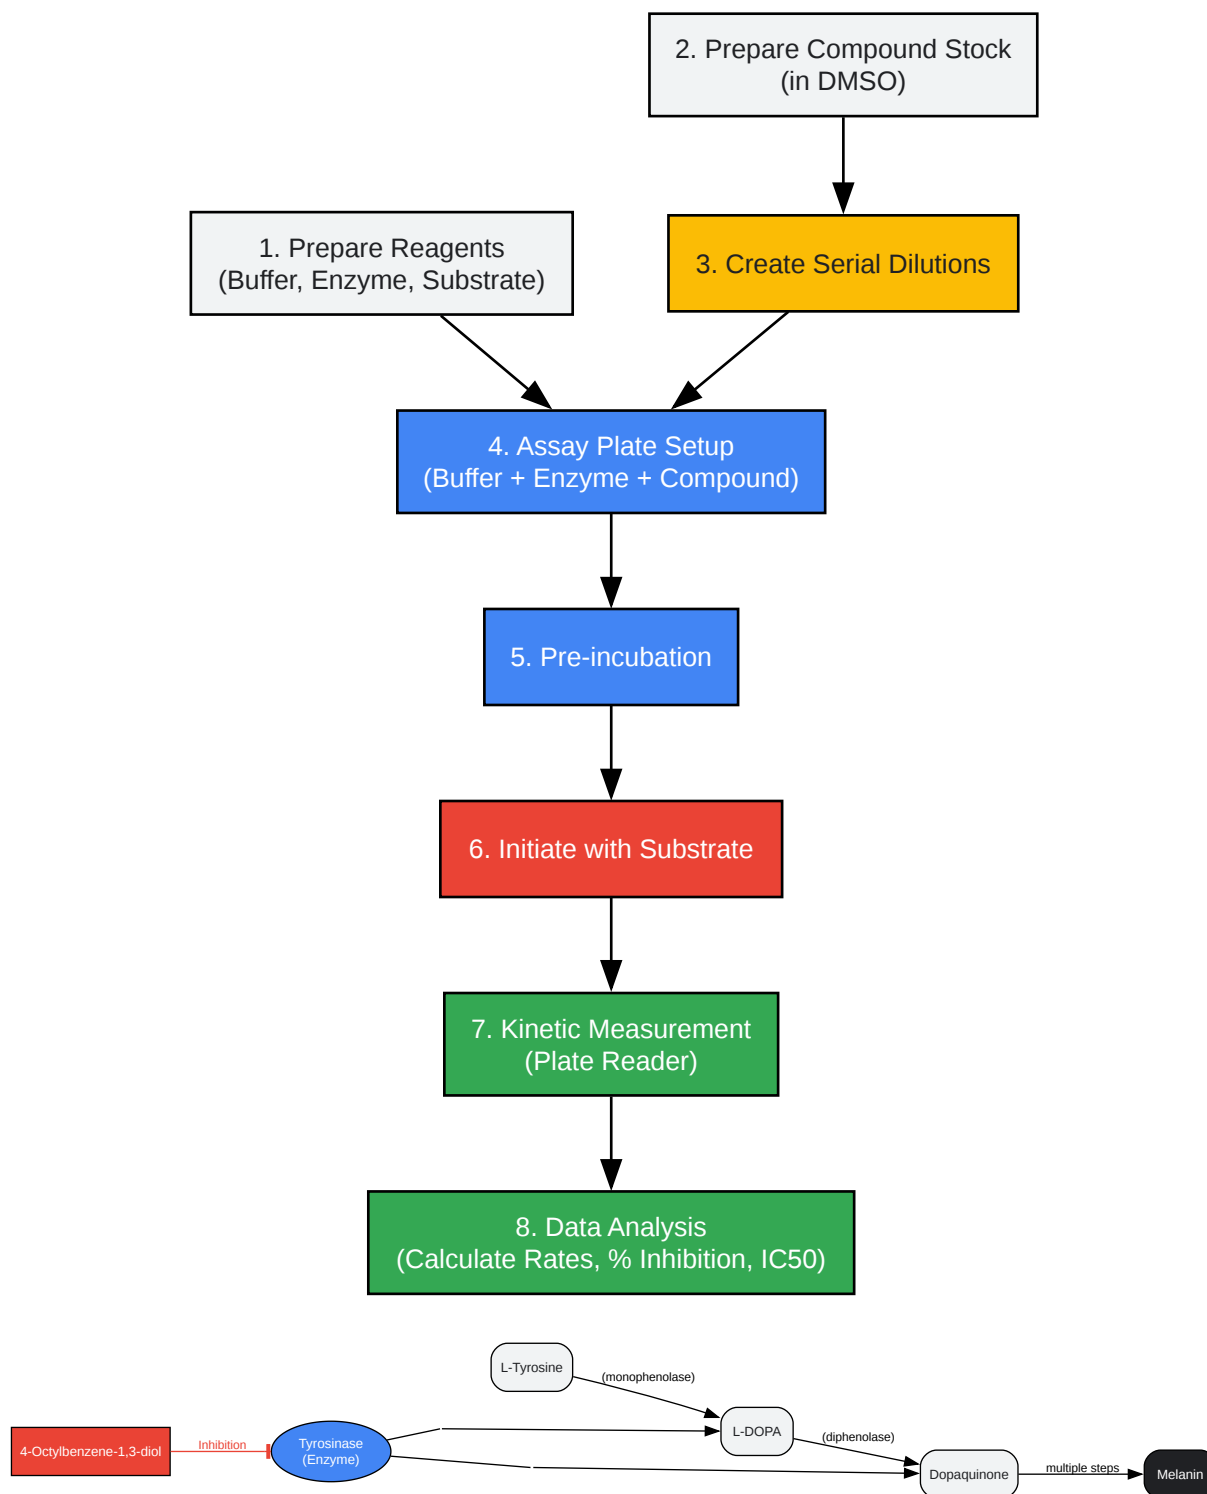 2. Prepare Compound Stock
(in DMSO)
1. Prepare Reagents
(Buffer, Enzyme, Substrate)
3. Create Serial Dilutions
4. Assay Plate Setup
(Buffer + Enzyme + Compound)
5. Pre-incubation
6. Initiate with Substrate
7. Kinetic Measurement
(Plate Reader)
8. Data Analysis
(Calculate Rates, % Inhibition, IC50)
L-Tyrosine
(monophenolase)
4-Octylbenzene-1,3-diol
Inhibition
Tyrosinase
(Enzyme)
L-DOPA
(diphenolase)
Dopaquinone
multiple steps
Melanin